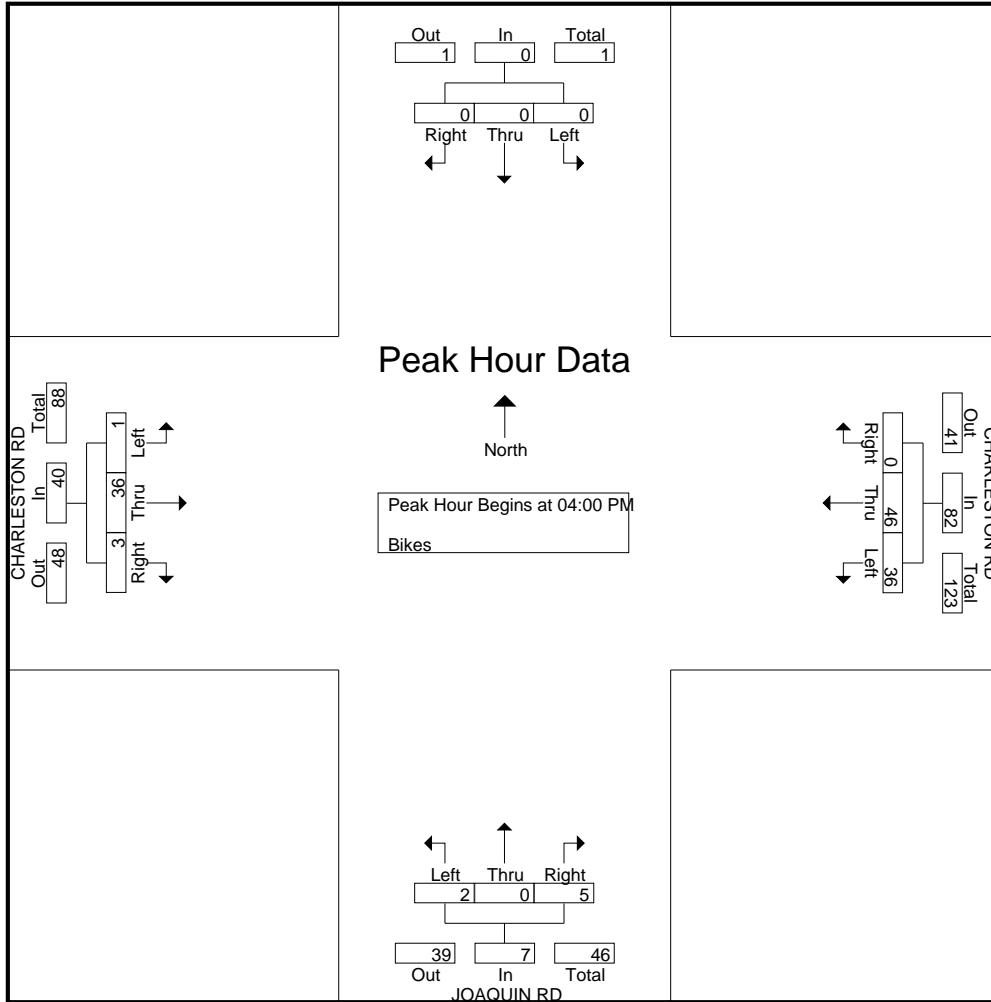 Out In Total
1 0 1
0 0 0
Right Thru Left
Peak Hour Data
North
Peak Hour Begins at 04:00 PM
Bikes
CHARLESTON RD
Total In Out
88 40 48
1 36 3
Left Thru Right
CHARLESTON RD
Out In Total
41 82 123
0 46 36
Right Thru Left
Left Thru Right
2 0 5
39 7 46
Out In Total
JOAQUIN RD